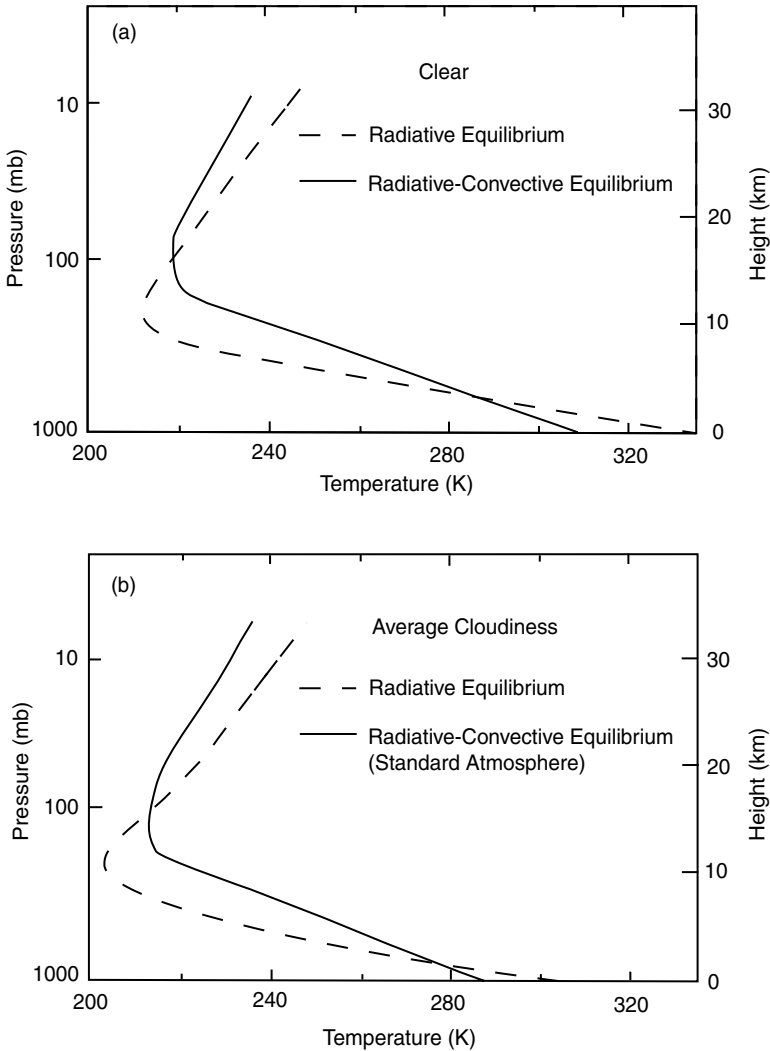 (a)
Clear
Radiative Equilibrium
Radiative-Convective Equilibrium
Pressure (mb)
10
100
1000
Height (km)
30
20
10
0
200
240
280
320
Temperature (K)
(b)
Average Cloudiness
Radiative Equilibrium
Radiative-Convective Equilibrium
(Standard Atmosphere)
Pressure (mb)
10
100
1000
Height (km)
30
20
10
0
200
240
280
320
Temperature (K)